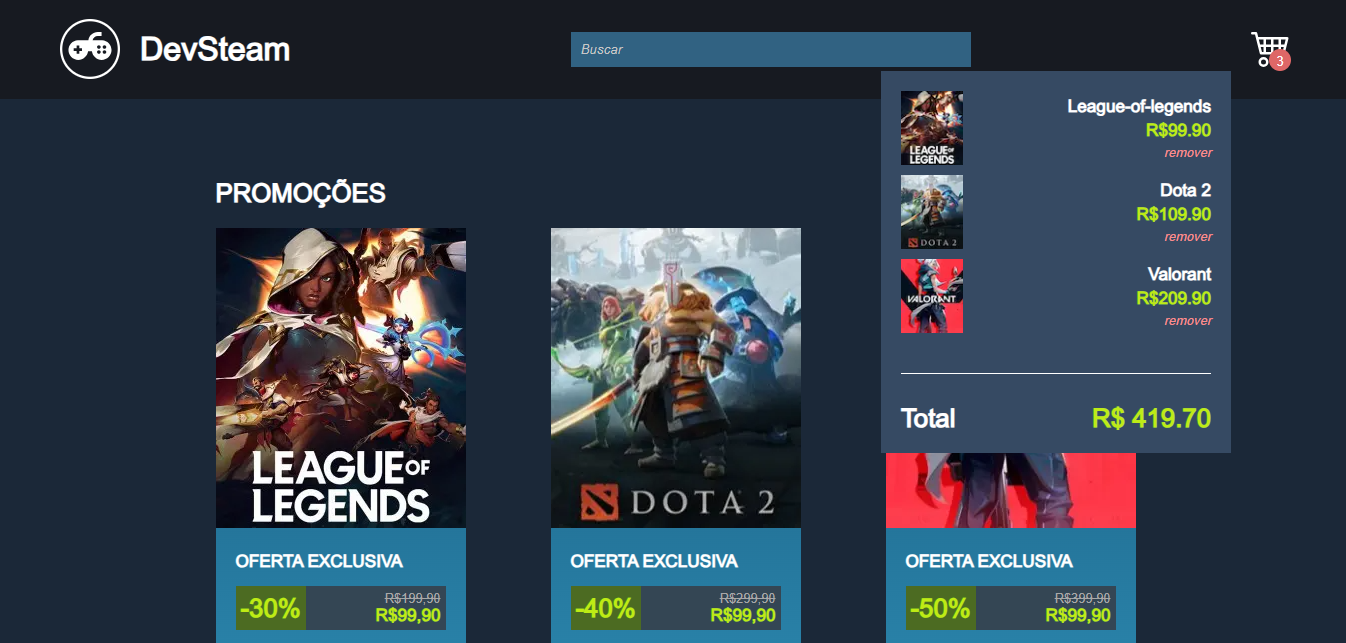 DevSteam
Buscar
3
LEAGUE OF
LEGENDS
League-of-legends
R$99.90
remover
DOTA 2
Dota 2
R$109.90
remover
VALORANT
Valorant
R$209.90
remover
Total R$ 419.70
PROMOÇÕES
LEAGUE OF
LEGENDS
DOTA 2
OFERTA EXCLUSIVA
-30%
R$199,90
R$99,90
OFERTA EXCLUSIVA
-40%
R$299,90
R$99,90
OFERTA EXCLUSIVA
-50%
R$399,90
R$99,90